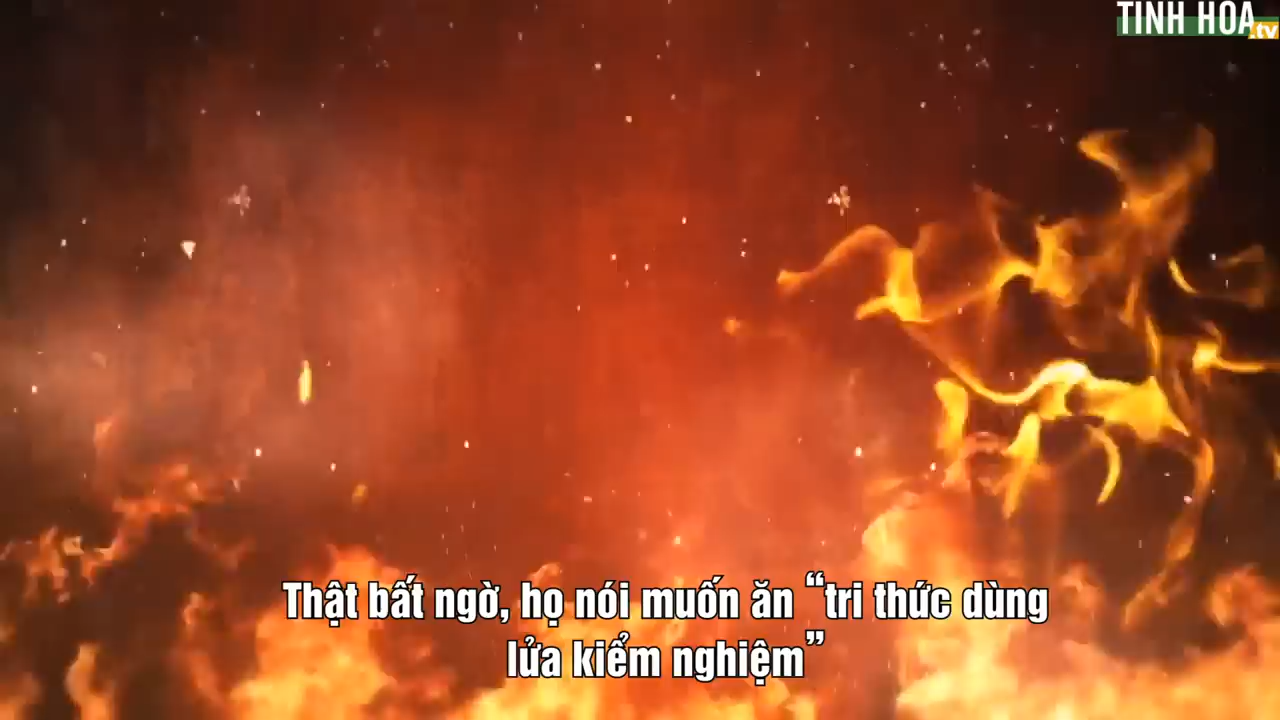 TINH HOA
.tv
Thật bất ngờ, họ nói muốn ăn “tri thức dùng
lửa kiểm nghiệm”